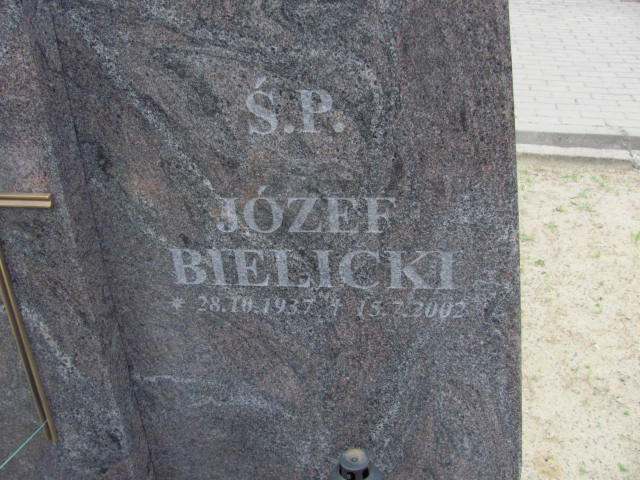 Ś.P.
JÓZEF
BIELICKI
* 28.10.1937 † 15.7.2002